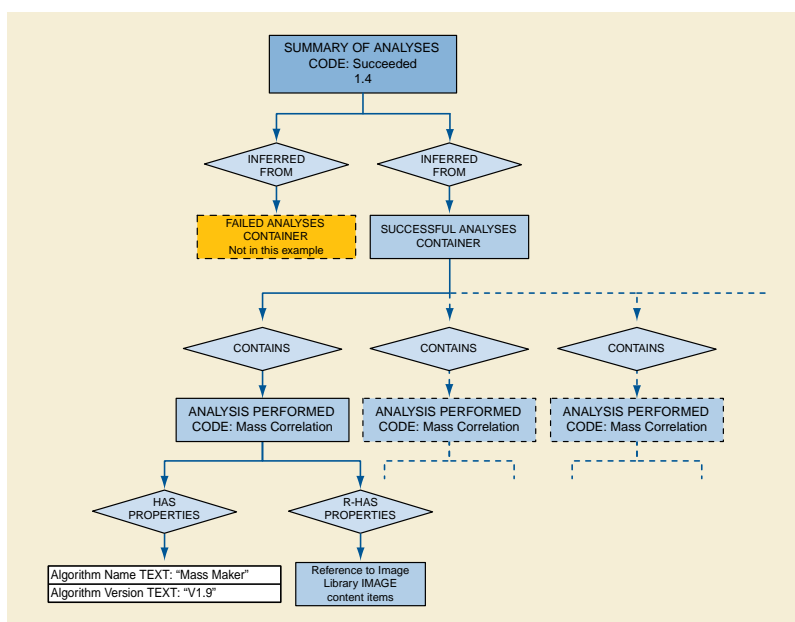 SUMMARY OF ANALYSES
CODE: Succeeded
1.4
INFERRED
FROM
INFERRED
FROM
FAILED ANALYSES
CONTAINER
Not in this example
SUCCESSFUL ANALYSES
CONTAINER
CONTAINS
CONTAINS
CONTAINS
ANALYSIS PERFORMED
CODE: Mass Correlation
ANALYSIS PERFORMED
CODE: Mass Correlation
ANALYSIS PERFORMED
CODE: Mass Correlation
HAS
PROPERTIES
R-HAS
PROPERTIES
Algorithm Name TEXT: “Mass Maker”
Algorithm Version TEXT: “V1.9”
Reference to Image
Library IMAGE
content items